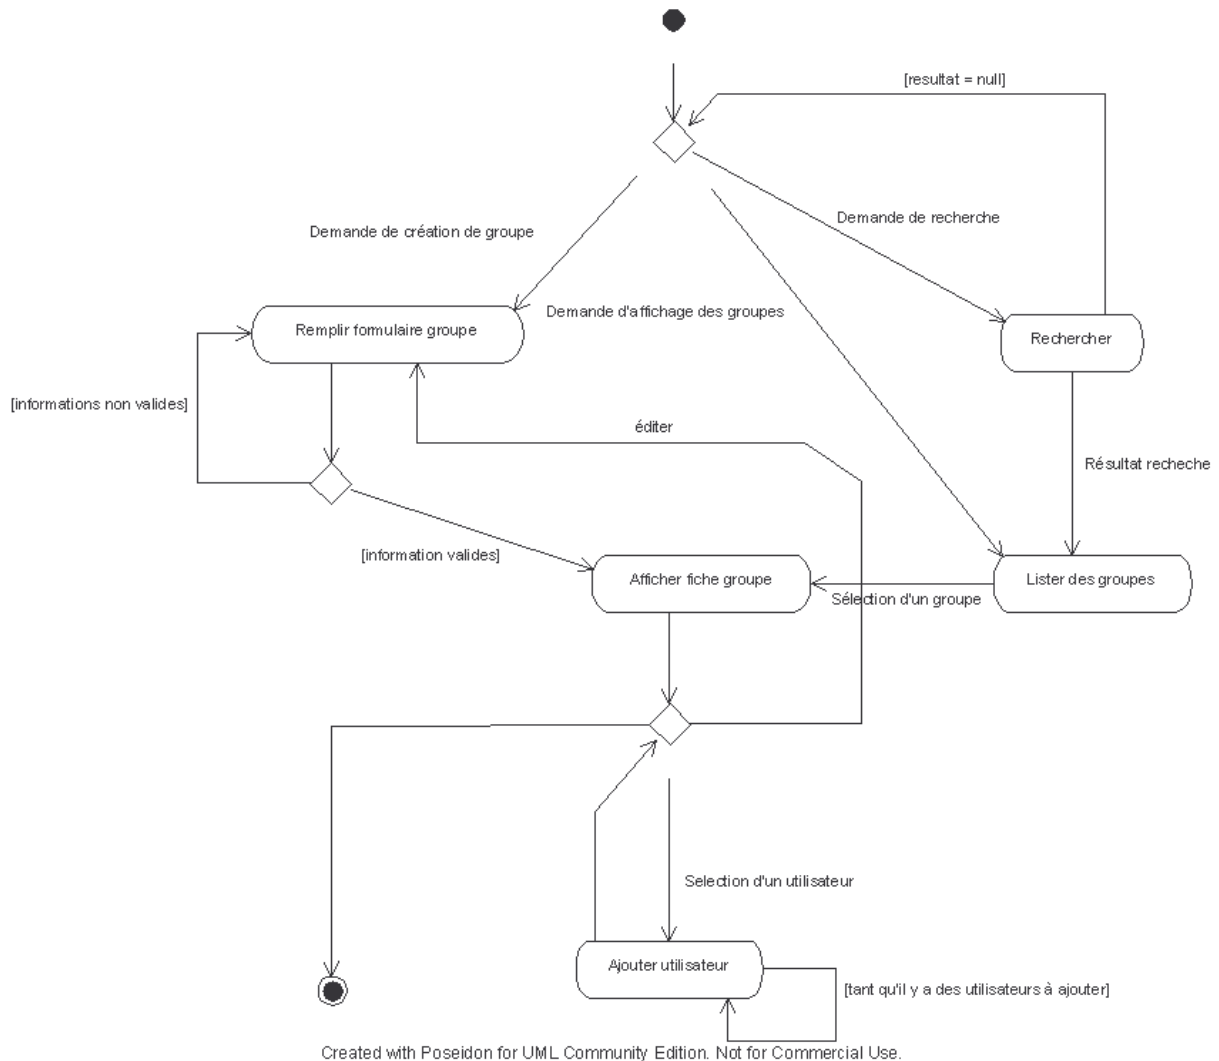 [resultat = null]
Demande de recherche
Demande de création de groupe
Demande d'affichage des groupes
Remplir formulaire groupe
Rechercher
[informations non valides]
éditer
Résultat recheche
[information valides]
Afficher fiche groupe
Lister des groupes
Sélection d'un groupe
Selection d'un utilisateur
Ajouter utilisateur
[tant qu'il y a des utilisateurs à ajouter]
Created with Poseidon for UML Community Edition. Not for Commercial Use.